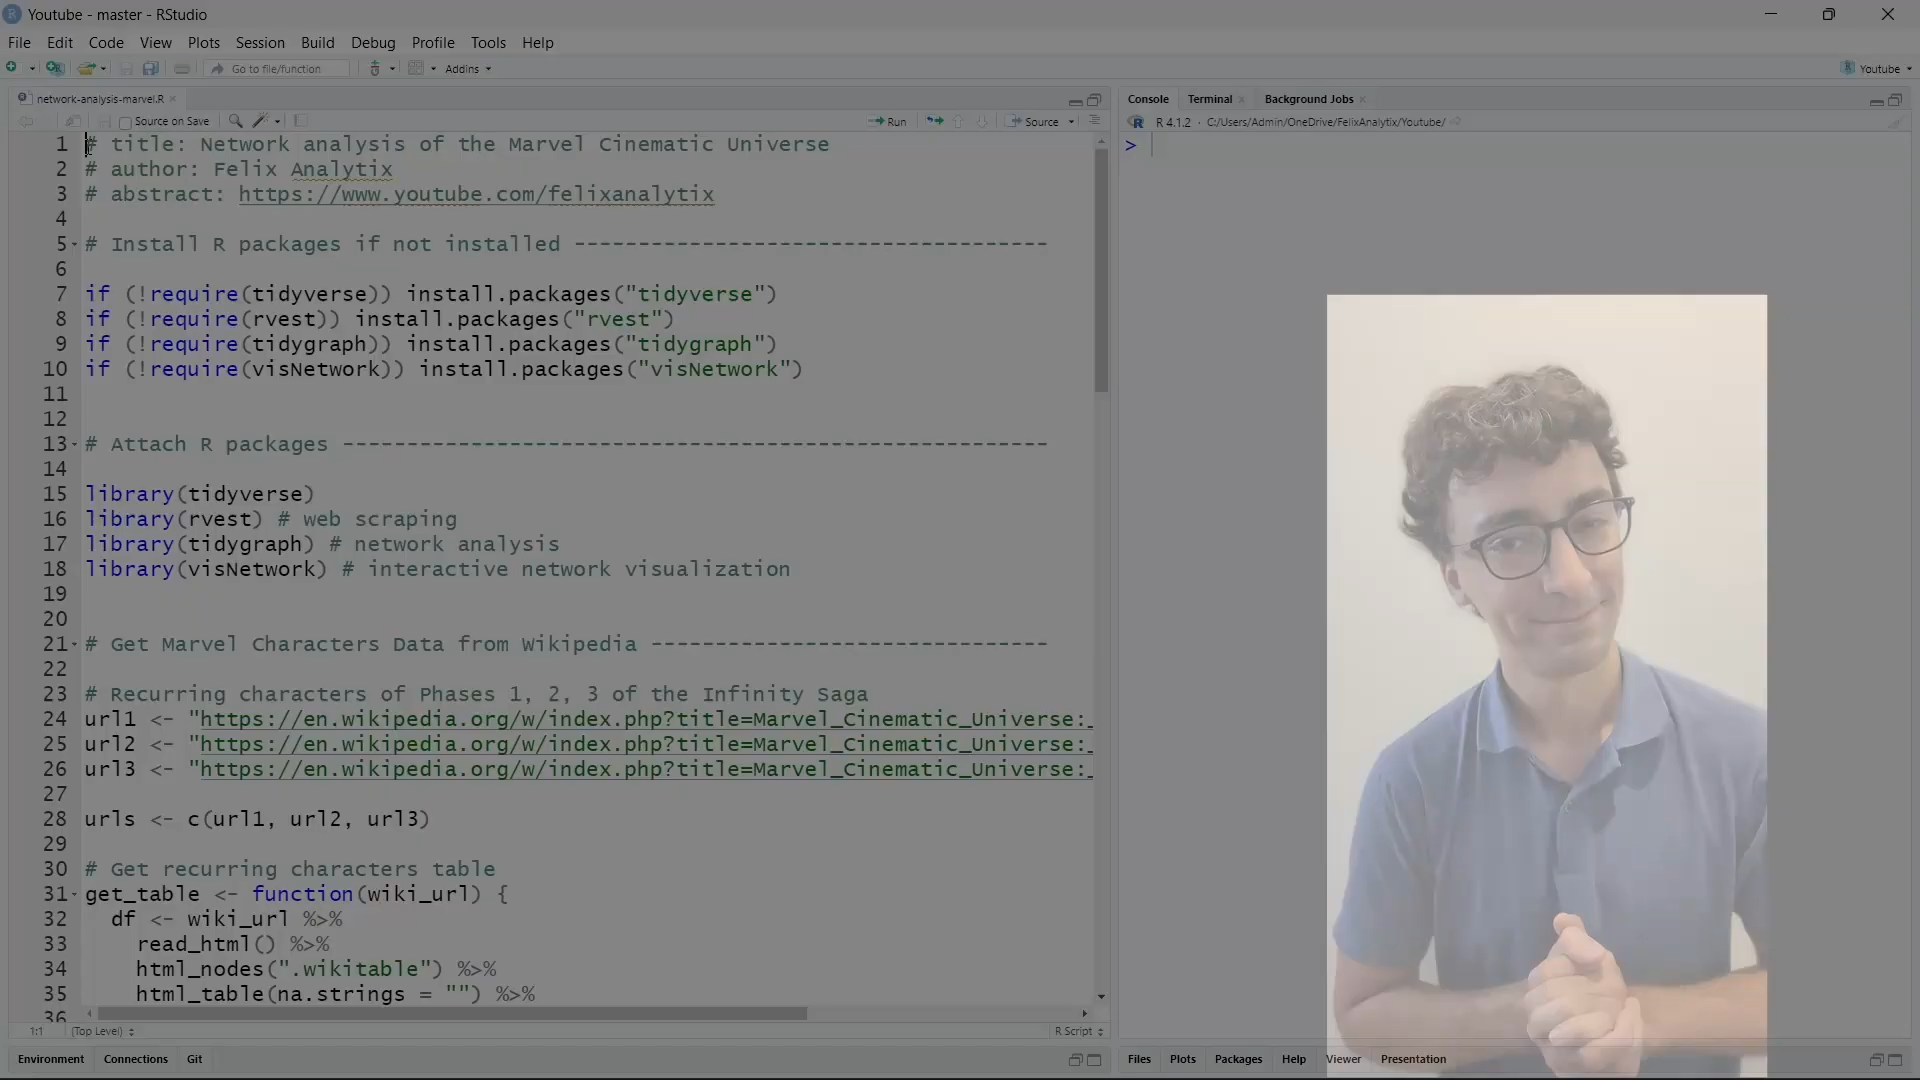 Youtube - master - RStudio
File Edit Code View Plots Session Build Debug Profile Tools Help
Go to file/function Addins Youtube
network-analysis-marvel.R
Source on Save Run Source
1 # title: Network analysis of the Marvel Cinematic Universe
2 # author: Felix Analytix
3 # abstract: https://www.youtube.com/felixanalytix
4
5 # Install R packages if not installed -------------------------------------
6
7 if (!require(tidyverse)) install.packages("tidyverse")
8 if (!require(rvest)) install.packages("rvest")
9 if (!require(tidygraph)) install.packages("tidygraph")
10 if (!require(visNetwork)) install.packages("visNetwork")
11
12
13 # Attach R packages -------------------------------------------------------
14
15 library(tidyverse)
16 library(rvest) # web scraping
17 library(tidygraph) # network analysis
18 library(visNetwork) # interactive network visualization
19
20
21 # Get Marvel Characters Data from Wikipedia -------------------------------
22
23 # Recurring characters of Phases 1, 2, 3 of the Infinity Saga
24 url1 <- "https://en.wikipedia.org/w/index.php?title=Marvel_Cinematic_Universe:_
25 url2 <- "https://en.wikipedia.org/w/index.php?title=Marvel_Cinematic_Universe:_
26 url3 <- "https://en.wikipedia.org/w/index.php?title=Marvel_Cinematic_Universe:_
27
28 urls <- c(url1, url2, url3)
29
30 # Get recurring characters table
31 get_table <- function(wiki_url) {
32 df <- wiki_url %>%
33 read_html() %>%
34 html_nodes(".wikitable") %>%
35 html_table(na.strings = "") %>%
36
1:1 (Top Level) R Script
Environment Connections Git
Console Terminal Background Jobs
R 4.1.2 · C:/Users/Admin/OneDrive/FelixAnalytix/Youtube/
>
Files Plots Packages Help Viewer Presentation